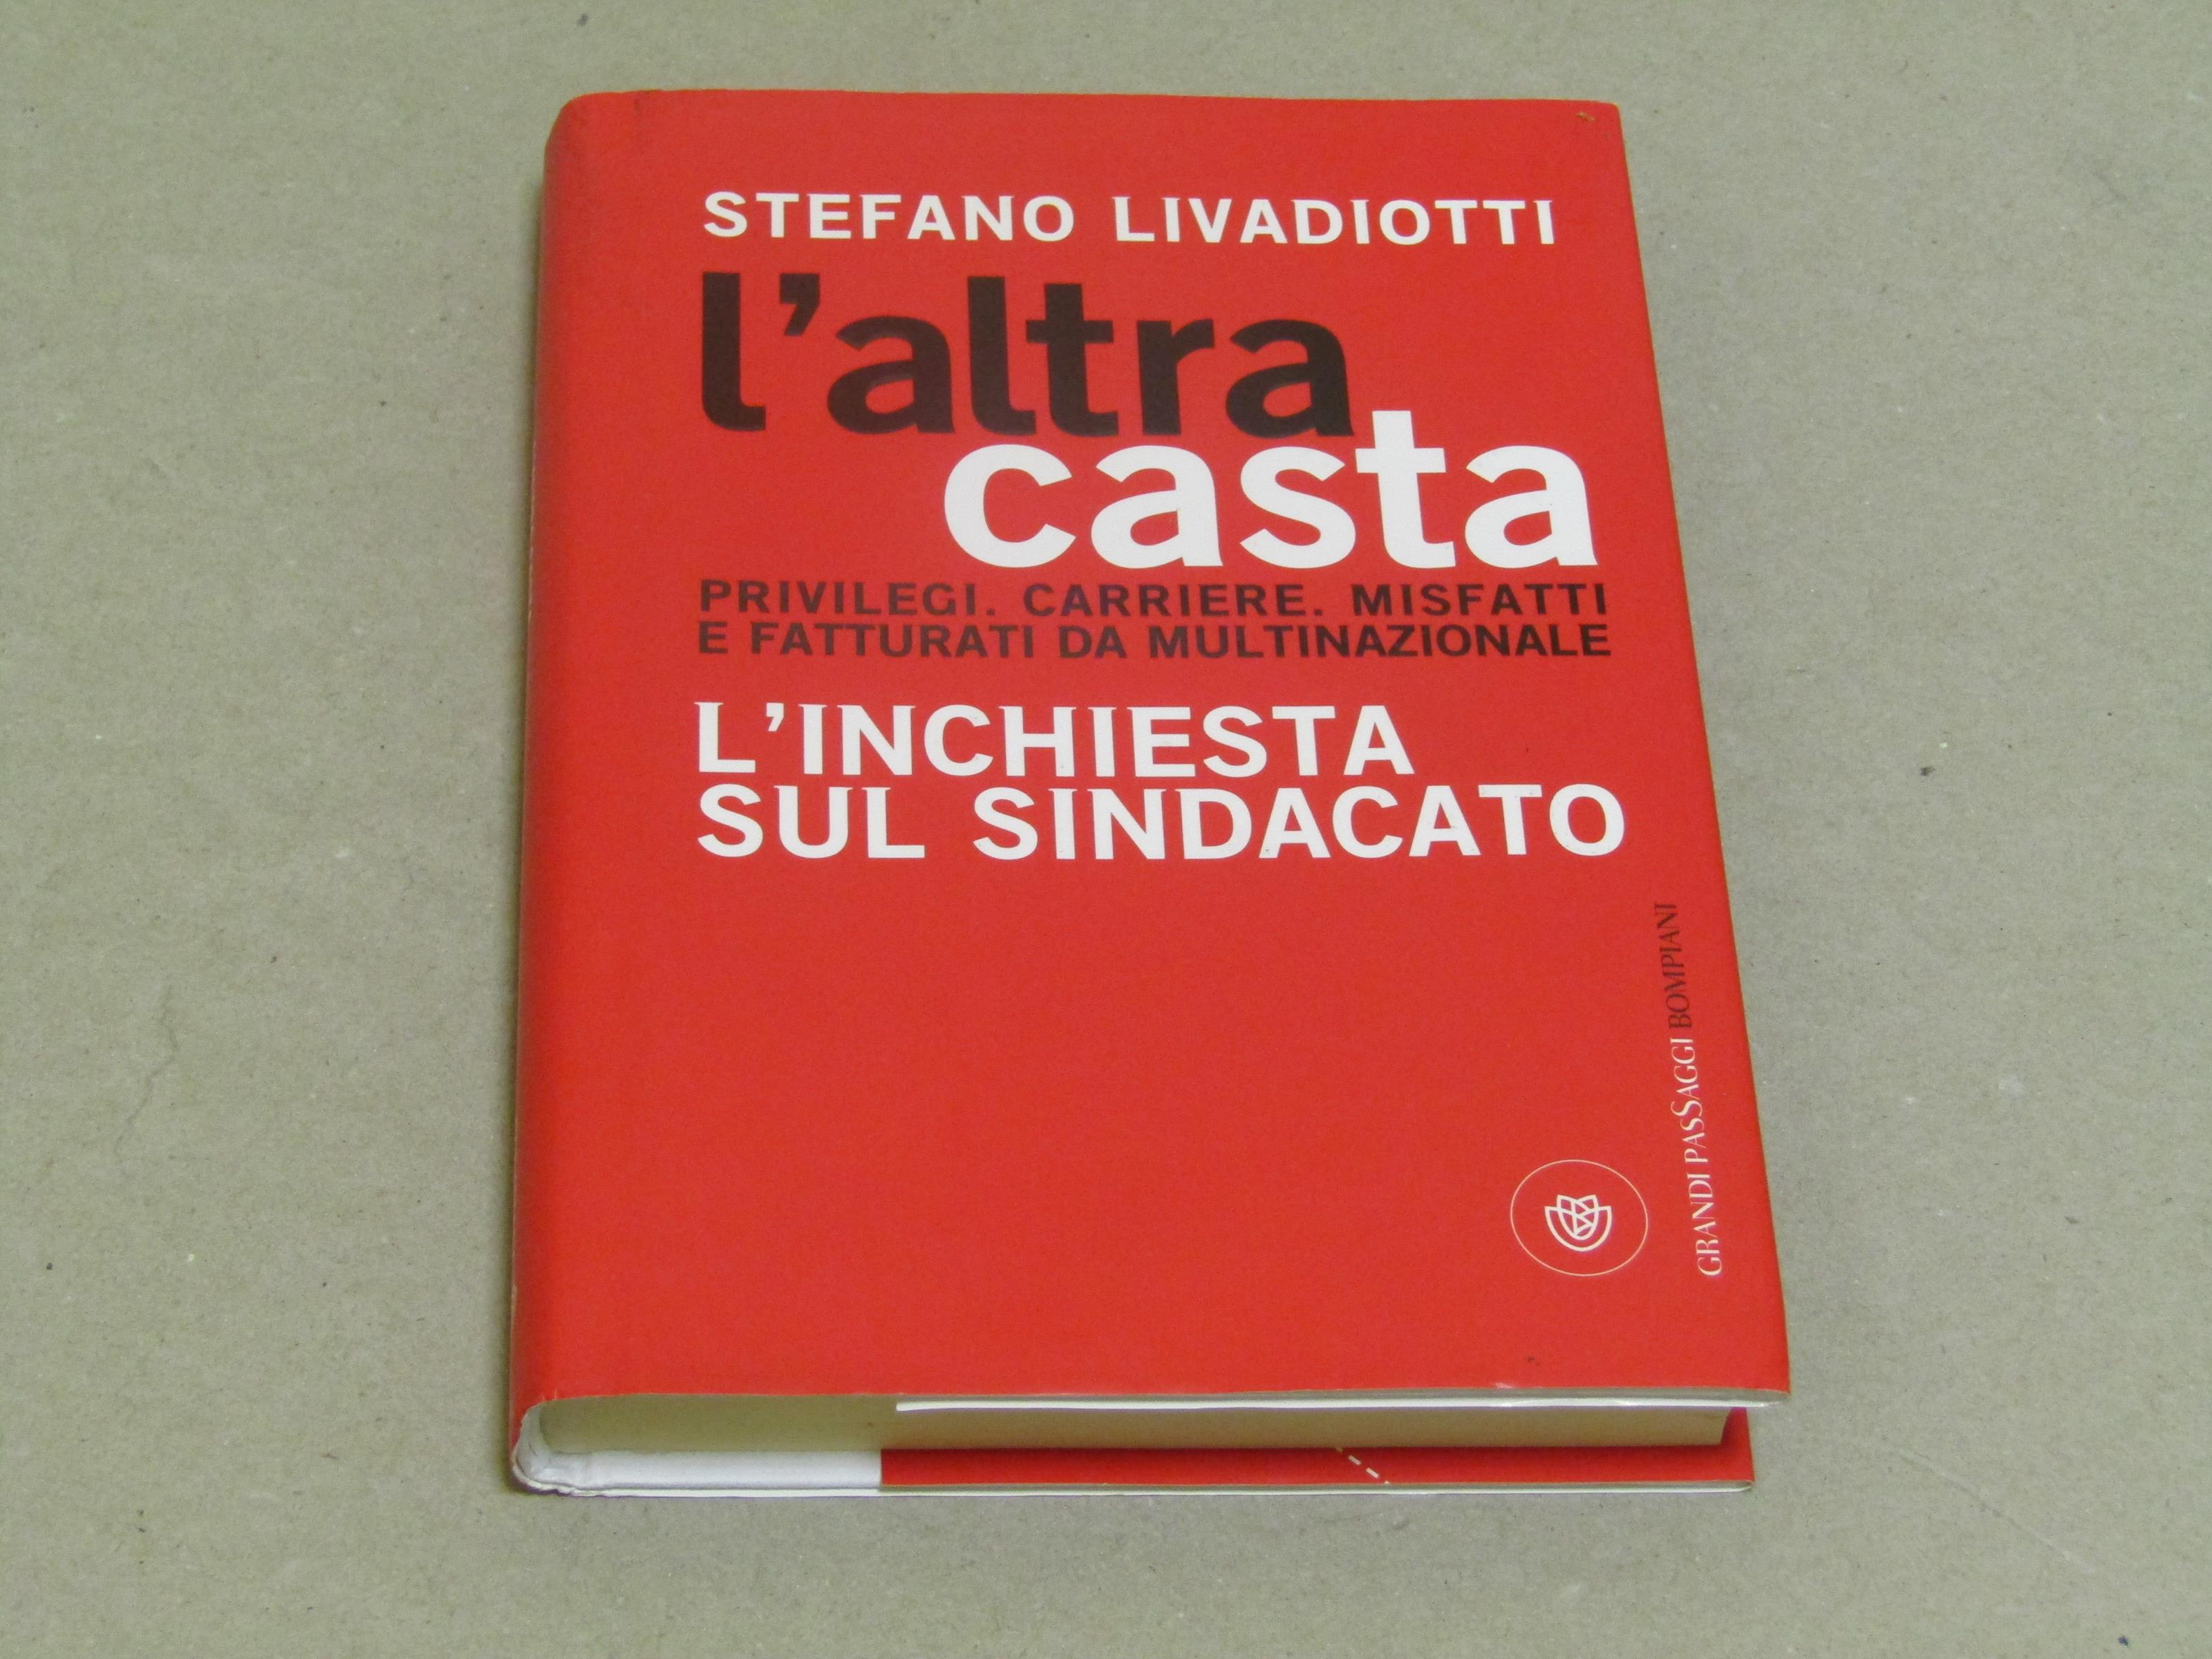 STEFANO LIVADIOTTI
l'altra
casta
PRIVILEGI. CARRIERE. MISFATTI
E FATTURATI DA MULTINAZIONALE
L'INCHIESTA
SUL SINDACATO
GRANDI PASSAGGI BOMPIANI